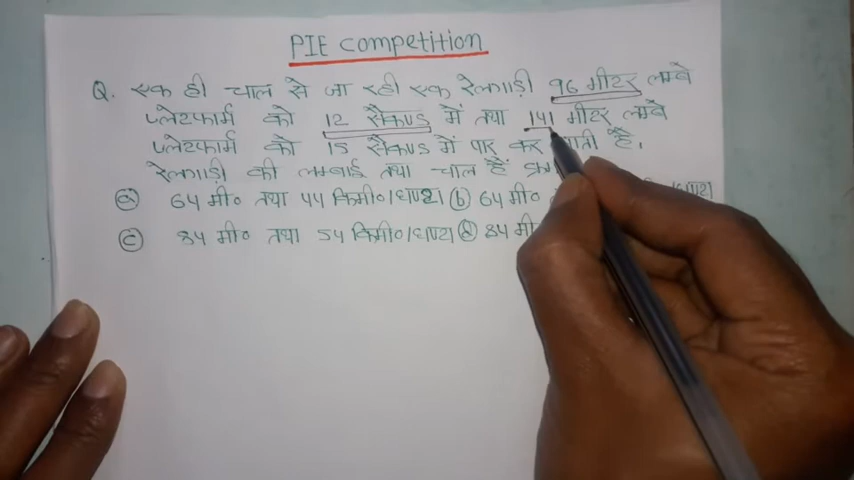 PIE Competition
Q. एक ही चाल से जा रही एक रेलगाड़ी 96 मीटर लम्बे
प्लेटफार्म को 12 सैकण्ड में तथा 141 मीटर लम्बे
प्लेटफार्म को 15 सैकण्ड में पार कर जाती है।
रेलगाड़ी की लम्बाई तथा चाल हैं
(a) 64 मी० तथा 44 किमी०/घण्टा (b) 64 मी०
(c) 84 मी० तथा 54 किमी०/घण्टा (d) 84